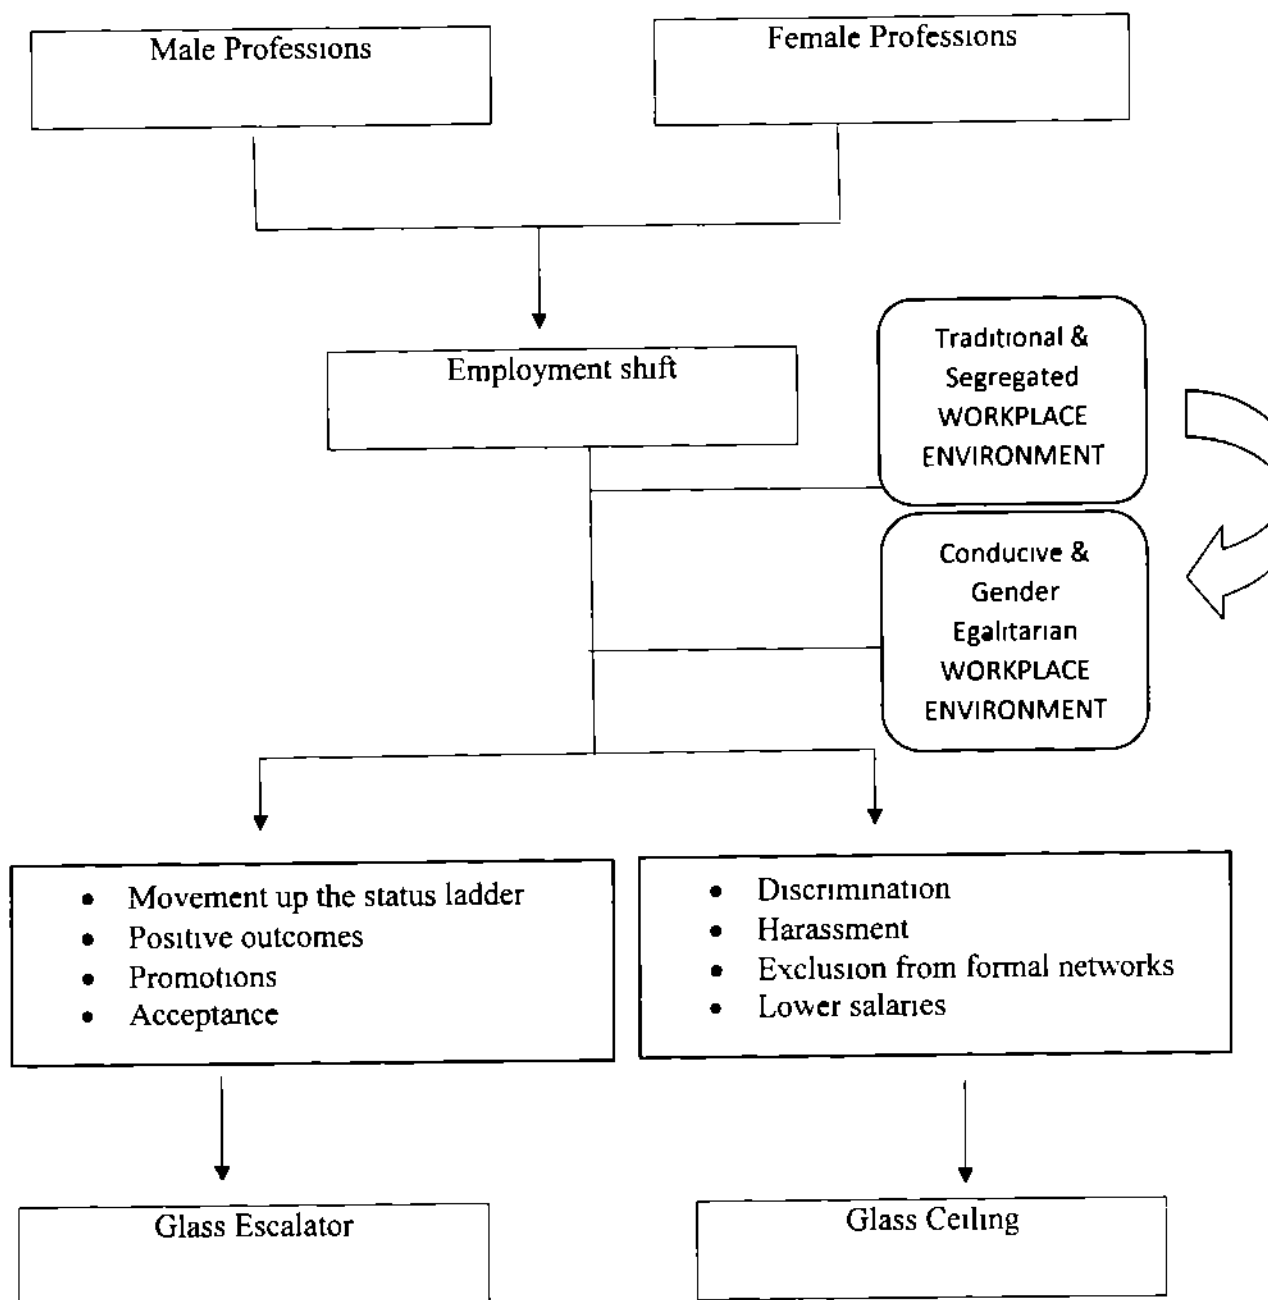 Male Professions
Female Professions
Employment shift
Traditional &
Segregated
WORKPLACE
ENVIRONMENT
Conducive &
Gender
Egalitarian
WORKPLACE
ENVIRONMENT
• Movement up the status ladder
• Positive outcomes
• Promotions
• Acceptance
• Discrimination
• Harassment
• Exclusion from formal networks
• Lower salaries
Glass Escalator
Glass Ceiling